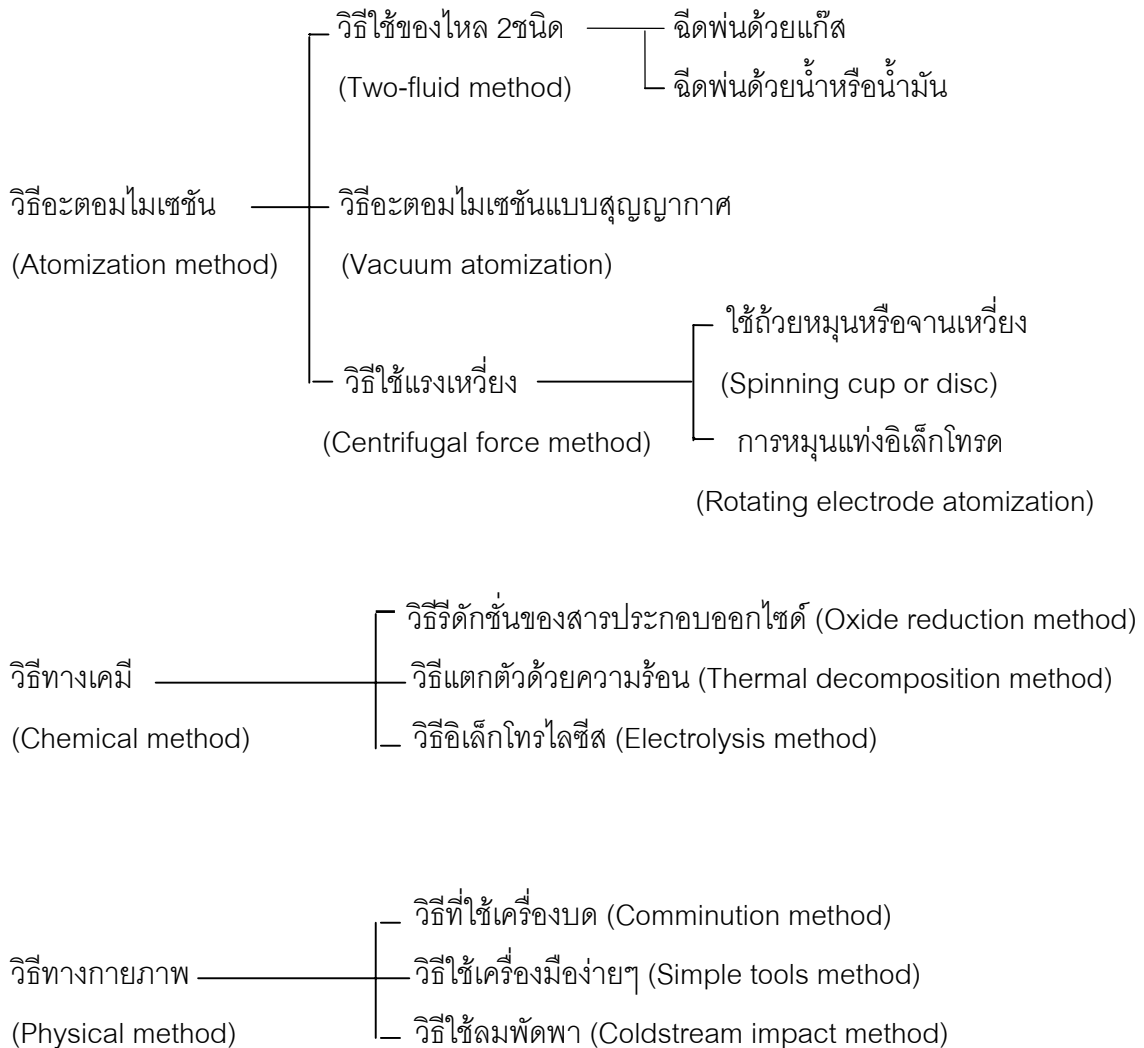 วิธีใช้ของไหล 2ชนิด
(Two-fluid method)
ฉีดพ่นด้วยแก๊ส
ฉีดพ่นด้วยน้ำหรือน้ำมัน
วิธีอะตอมไมเซชัน
(Atomization method)
วิธีอะตอมไมเซชันแบบสุญญากาศ
(Vacuum atomization)
วิธีใช้แรงเหวี่ยง
(Centrifugal force method)
ใช้ถ้วยหมุนหรือจานเหวี่ยง
(Spinning cup or disc)
การหมุนแท่งอิเล็กโทรด
(Rotating electrode atomization)
วิธีทางเคมี
(Chemical method)
วิธีรีดักชั่นของสารประกอบออกไซด์ (Oxide reduction method)
วิธีแตกตัวด้วยความร้อน (Thermal decomposition method)
วิธีอิเล็กโทรไลซีส (Electrolysis method)
วิธีทางกายภาพ
(Physical method)
วิธีที่ใช้เครื่องบด (Comminution method)
วิธีใช้เครื่องมือง่ายๆ (Simple tools method)
วิธีใช้ลมพัดพา (Coldstream impact method)